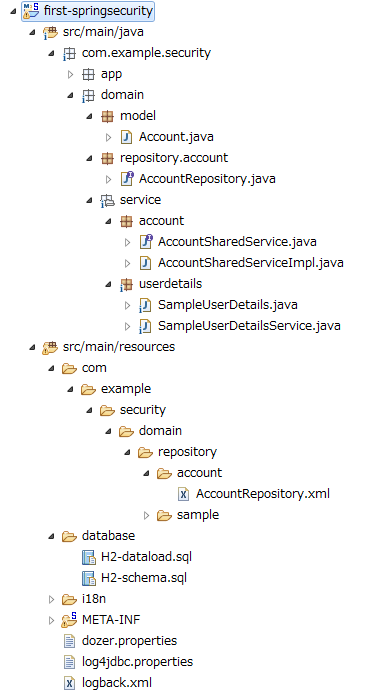 first-springsecurity
src/main/java
com.example.security
app
domain
model
Account.java
repository.account
AccountRepository.java
service
account
AccountSharedService.java
AccountSharedServiceImpl.java
userdetails
SampleUserDetails.java
SampleUserDetailsService.java
src/main/resources
com
example
security
domain
repository
account
AccountRepository.xml
sample
database
H2-dataload.sql
H2-schema.sql
i18n
META-INF
dozer.properties
log4jdbc.properties
logback.xml